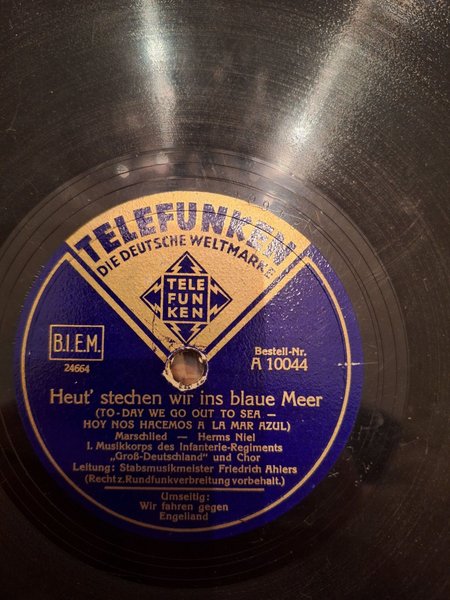 TELEFUNKEN
DIE DEUTSCHE WELTMARKE
TELE
FUN
KEN
B.I.E.M.
24664
Bestell-Nr.
A 10044
Heut' stechen wir ins blaue Meer
(TO-DAY WE GO OUT TO SEA –
HOY NOS HACEMOS A LA MAR AZUL)
Marschlied – Herms Niel
I. Musikkorps des Infanterie-Regiments
„Groß-Deutschland" und Chor
Leitung: Stabsmusikmeister Friedrich Ahlers
(Recht z. Rundfunkverbreitung vorbehalt.)
Umseitig:
Wir fahren gegen
Engelland